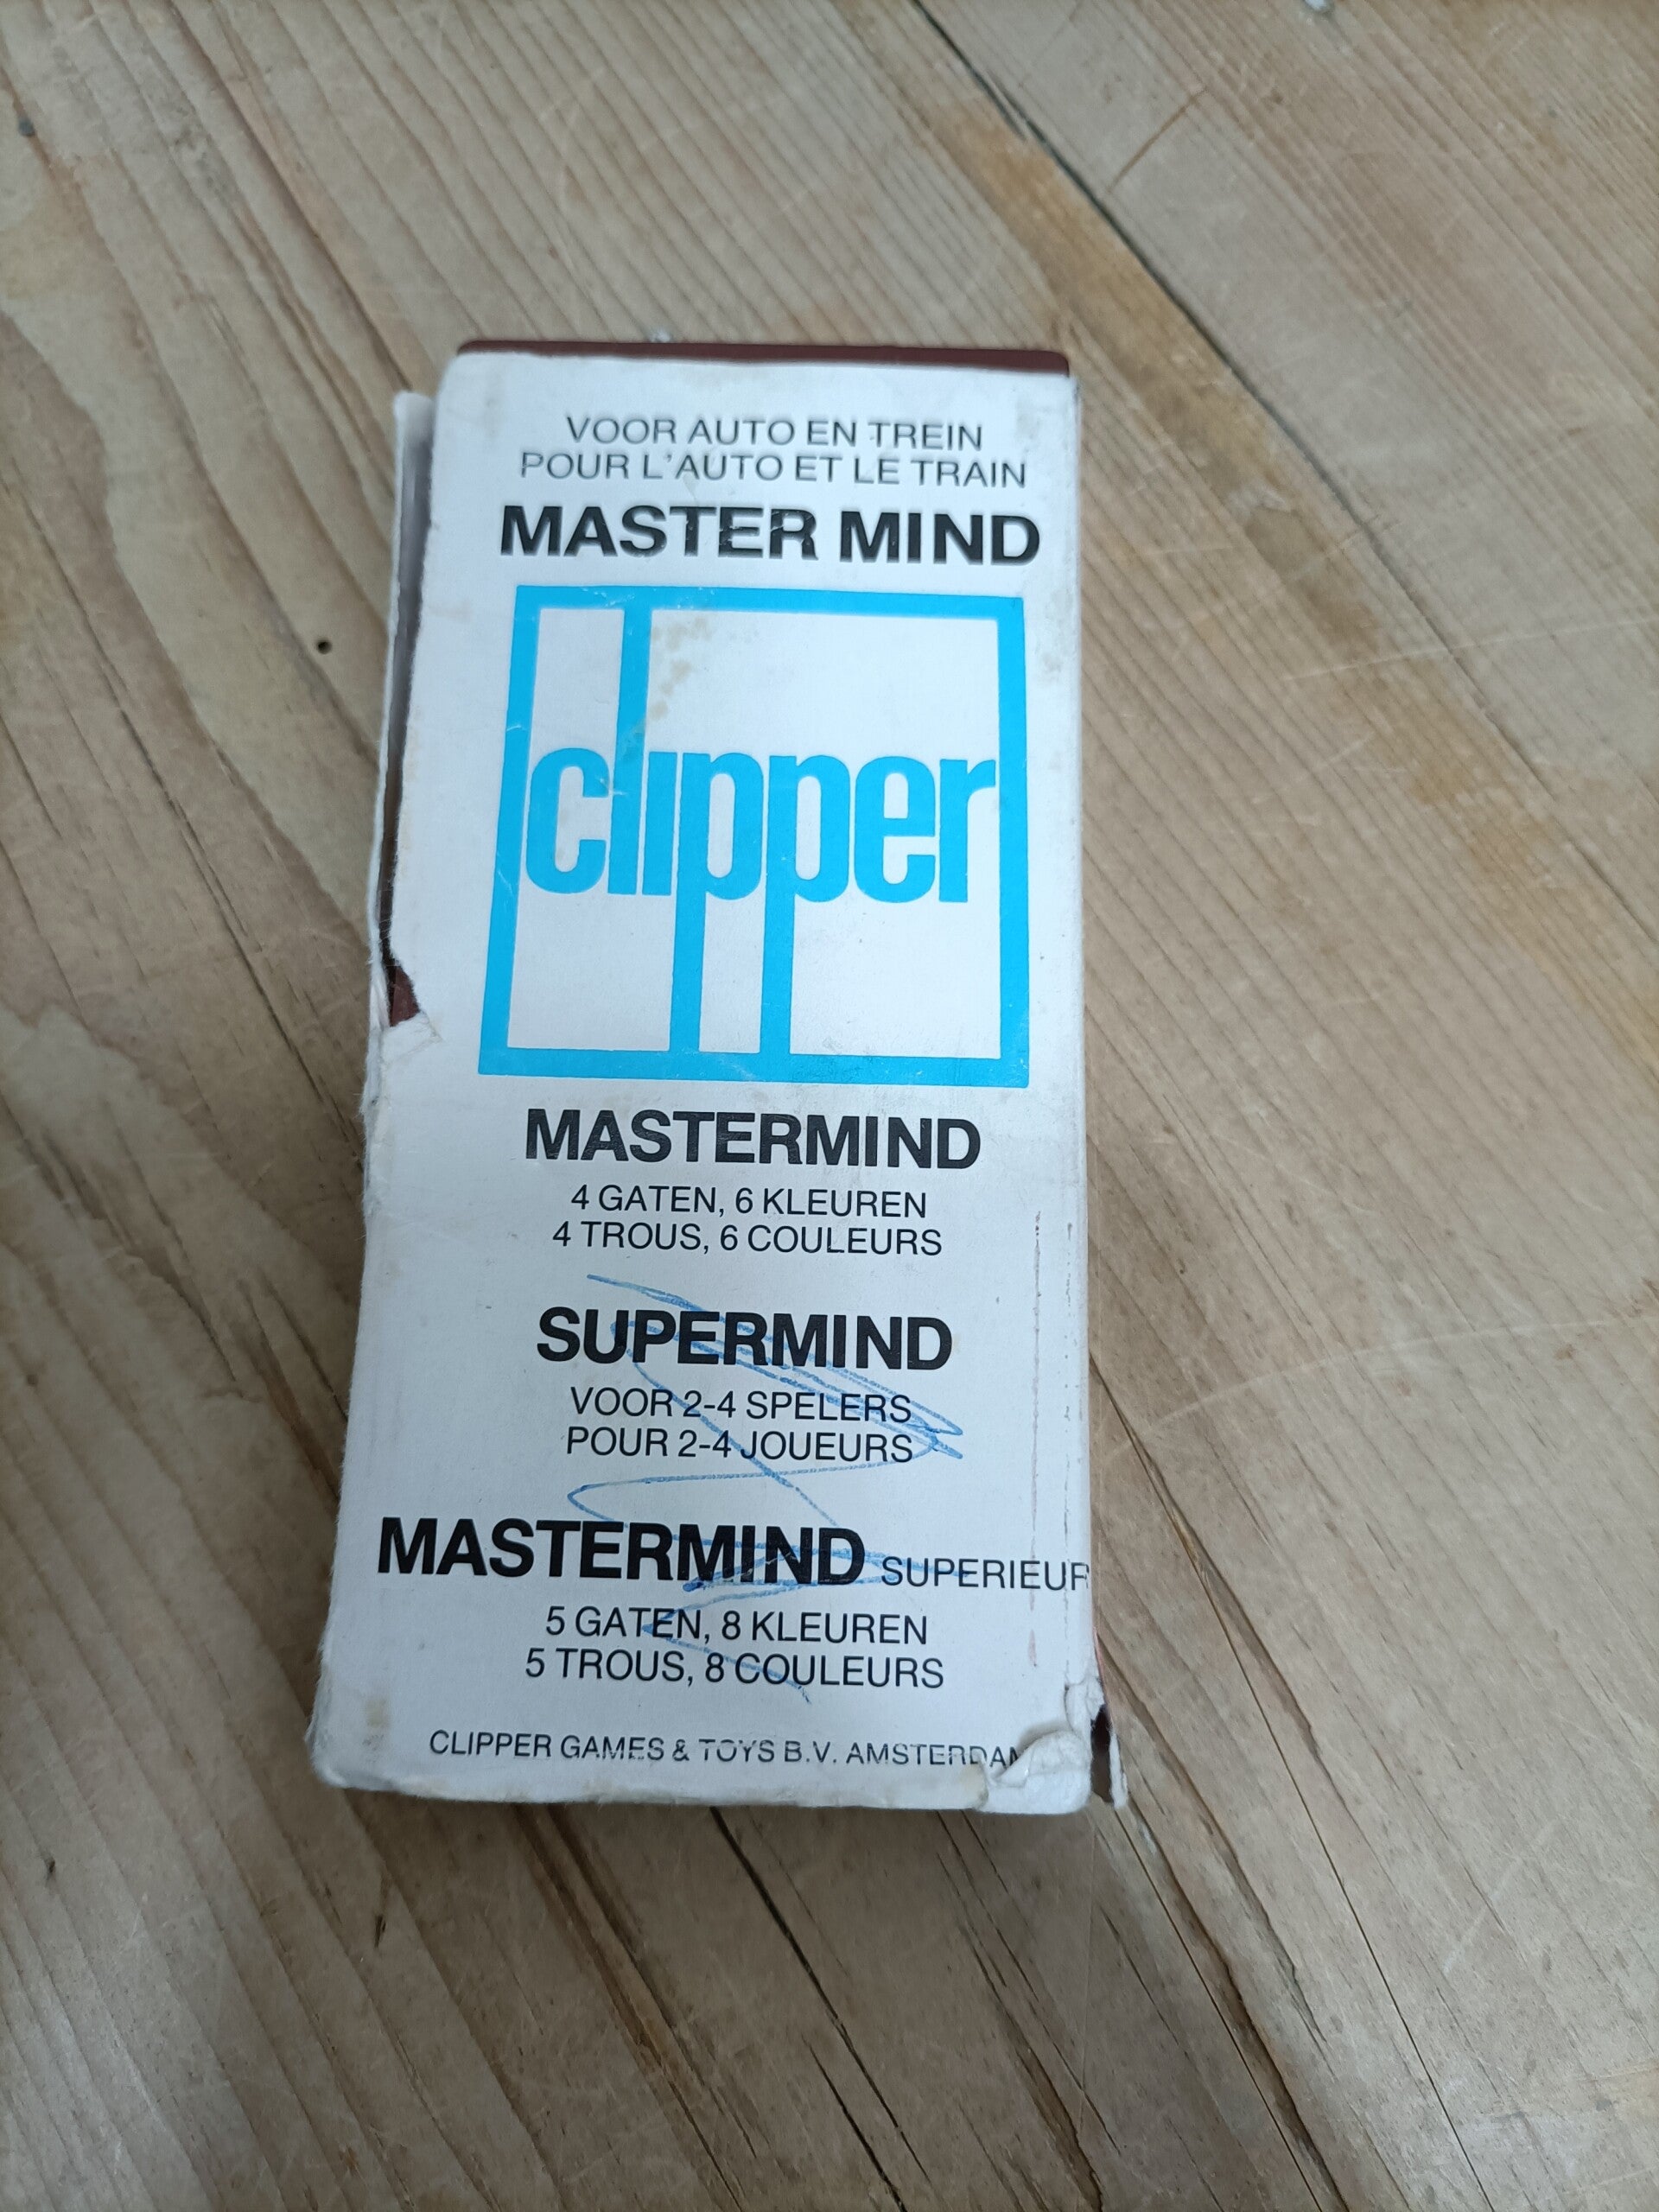 VOOR AUTO EN TREIN
POUR L'AUTO ET LE TRAIN
MASTER MIND
clipper
MASTERMIND
4 GATEN, 6 KLEUREN
4 TROUS, 6 COULEURS
SUPERMIND
VOOR 2-4 SPELERS
POUR 2-4 JOUEURS
MASTERMIND SUPERIEUR
5 GATEN, 8 KLEUREN
5 TROUS, 8 COULEURS
CLIPPER GAMES & TOYS B.V. AMSTERDAM